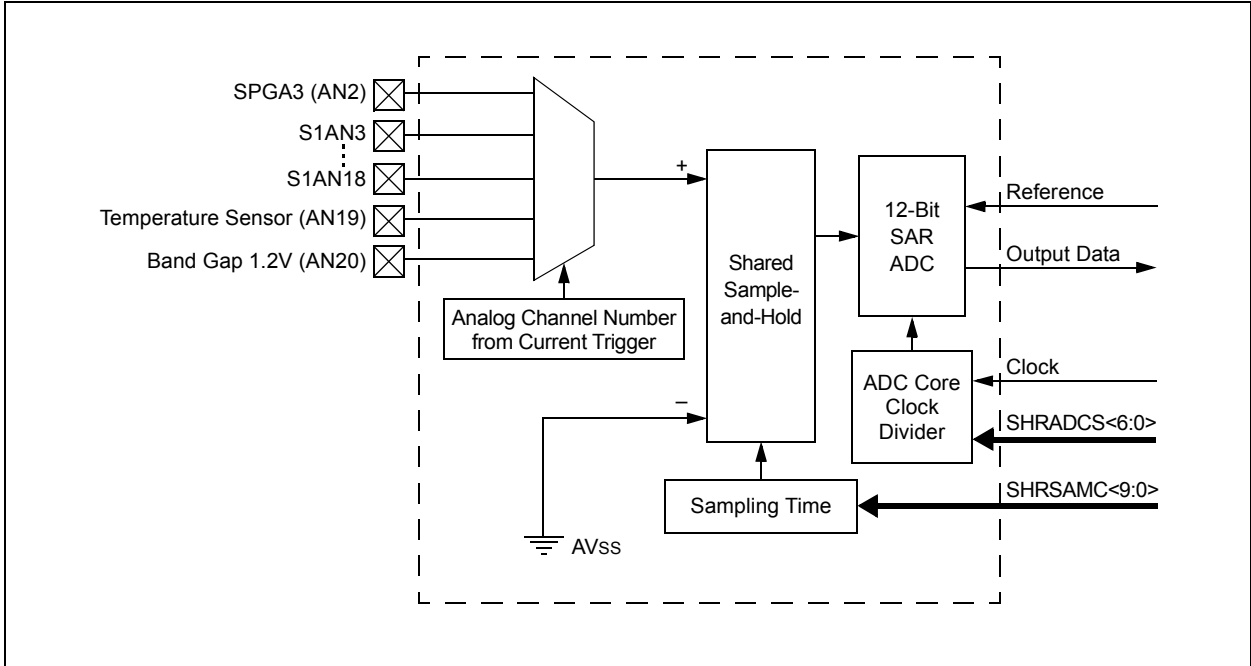 SPGA3 (AN2)
S1AN3
S1AN18
Temperature Sensor (AN19)
Band Gap 1.2V (AN20)
Analog Channel Number
from Current Trigger
+
–
Shared
Sample-
and-Hold
12-Bit
SAR
ADC
Reference
Output Data
ADC Core
Clock
Divider
Clock
SHRADCS<6:0>
Sampling Time
SHRSAMC<9:0>
AVSS